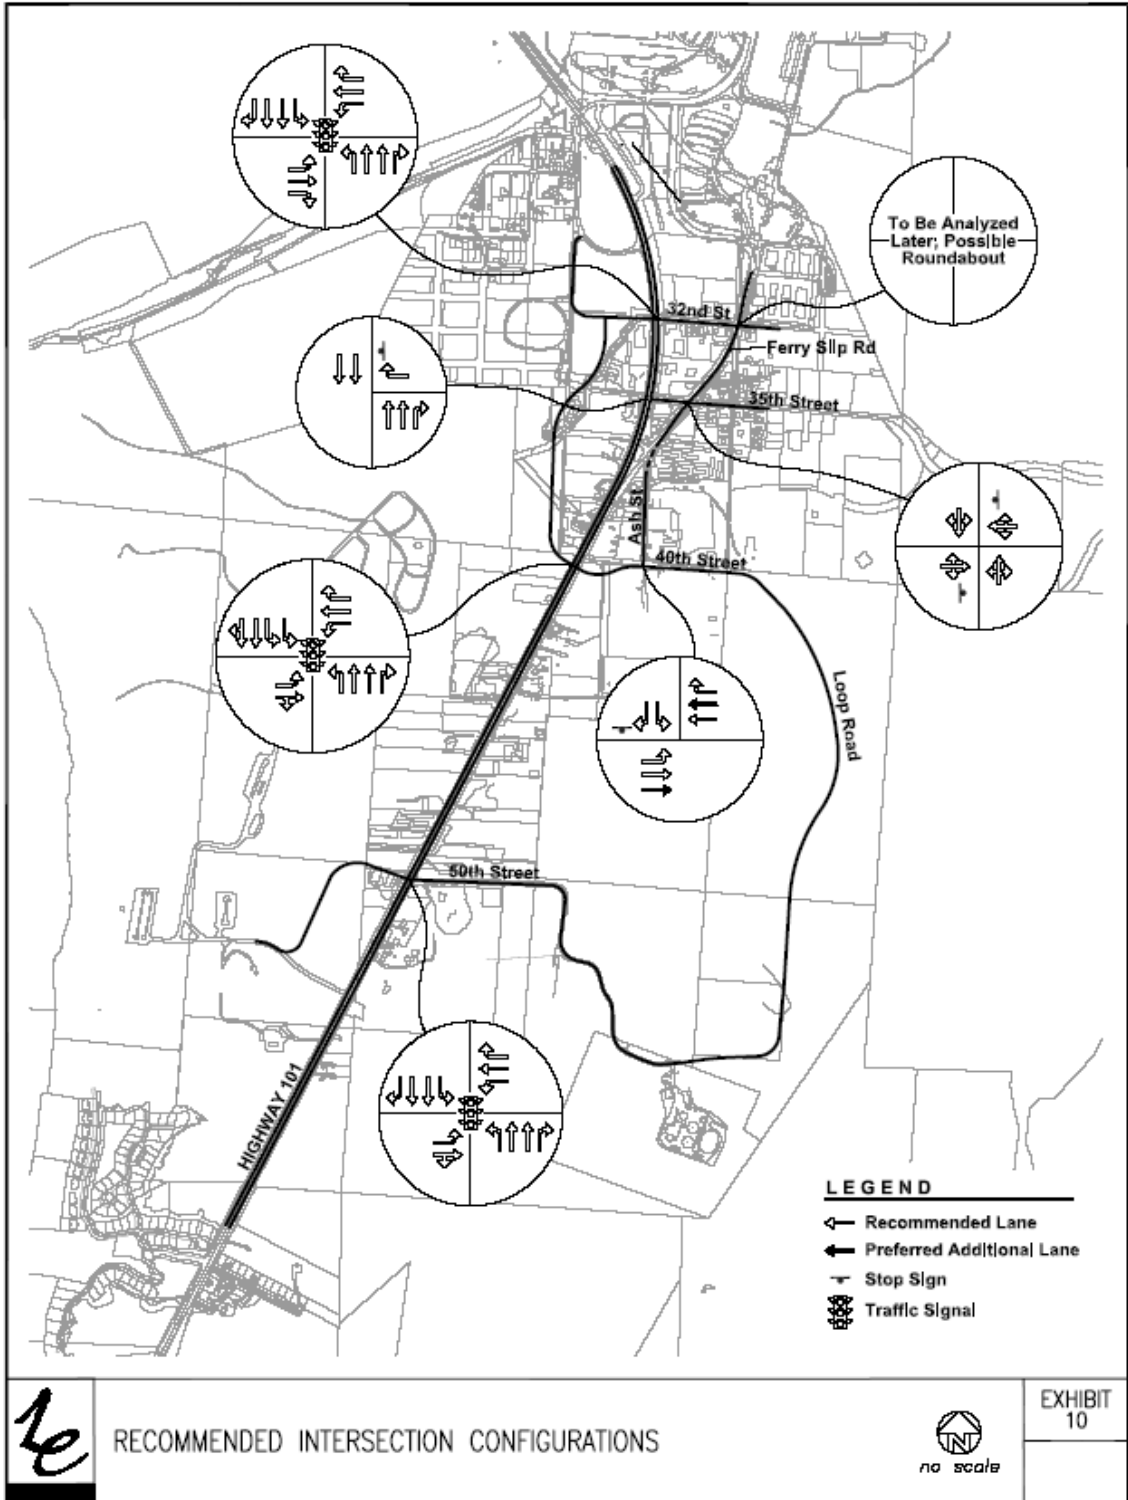 To Be Analyzed
Later; Possible
Roundabout
32nd St
Ferry Slip Rd
35th Street
Ash St
40th Street
Loop Road
50th Street
HIGHWAY 101
LEGEND
Recommended Lane
Preferred Additional Lane
Stop Sign
Traffic Signal
RECOMMENDED INTERSECTION CONFIGURATIONS
N
no scale
EXHIBIT
10